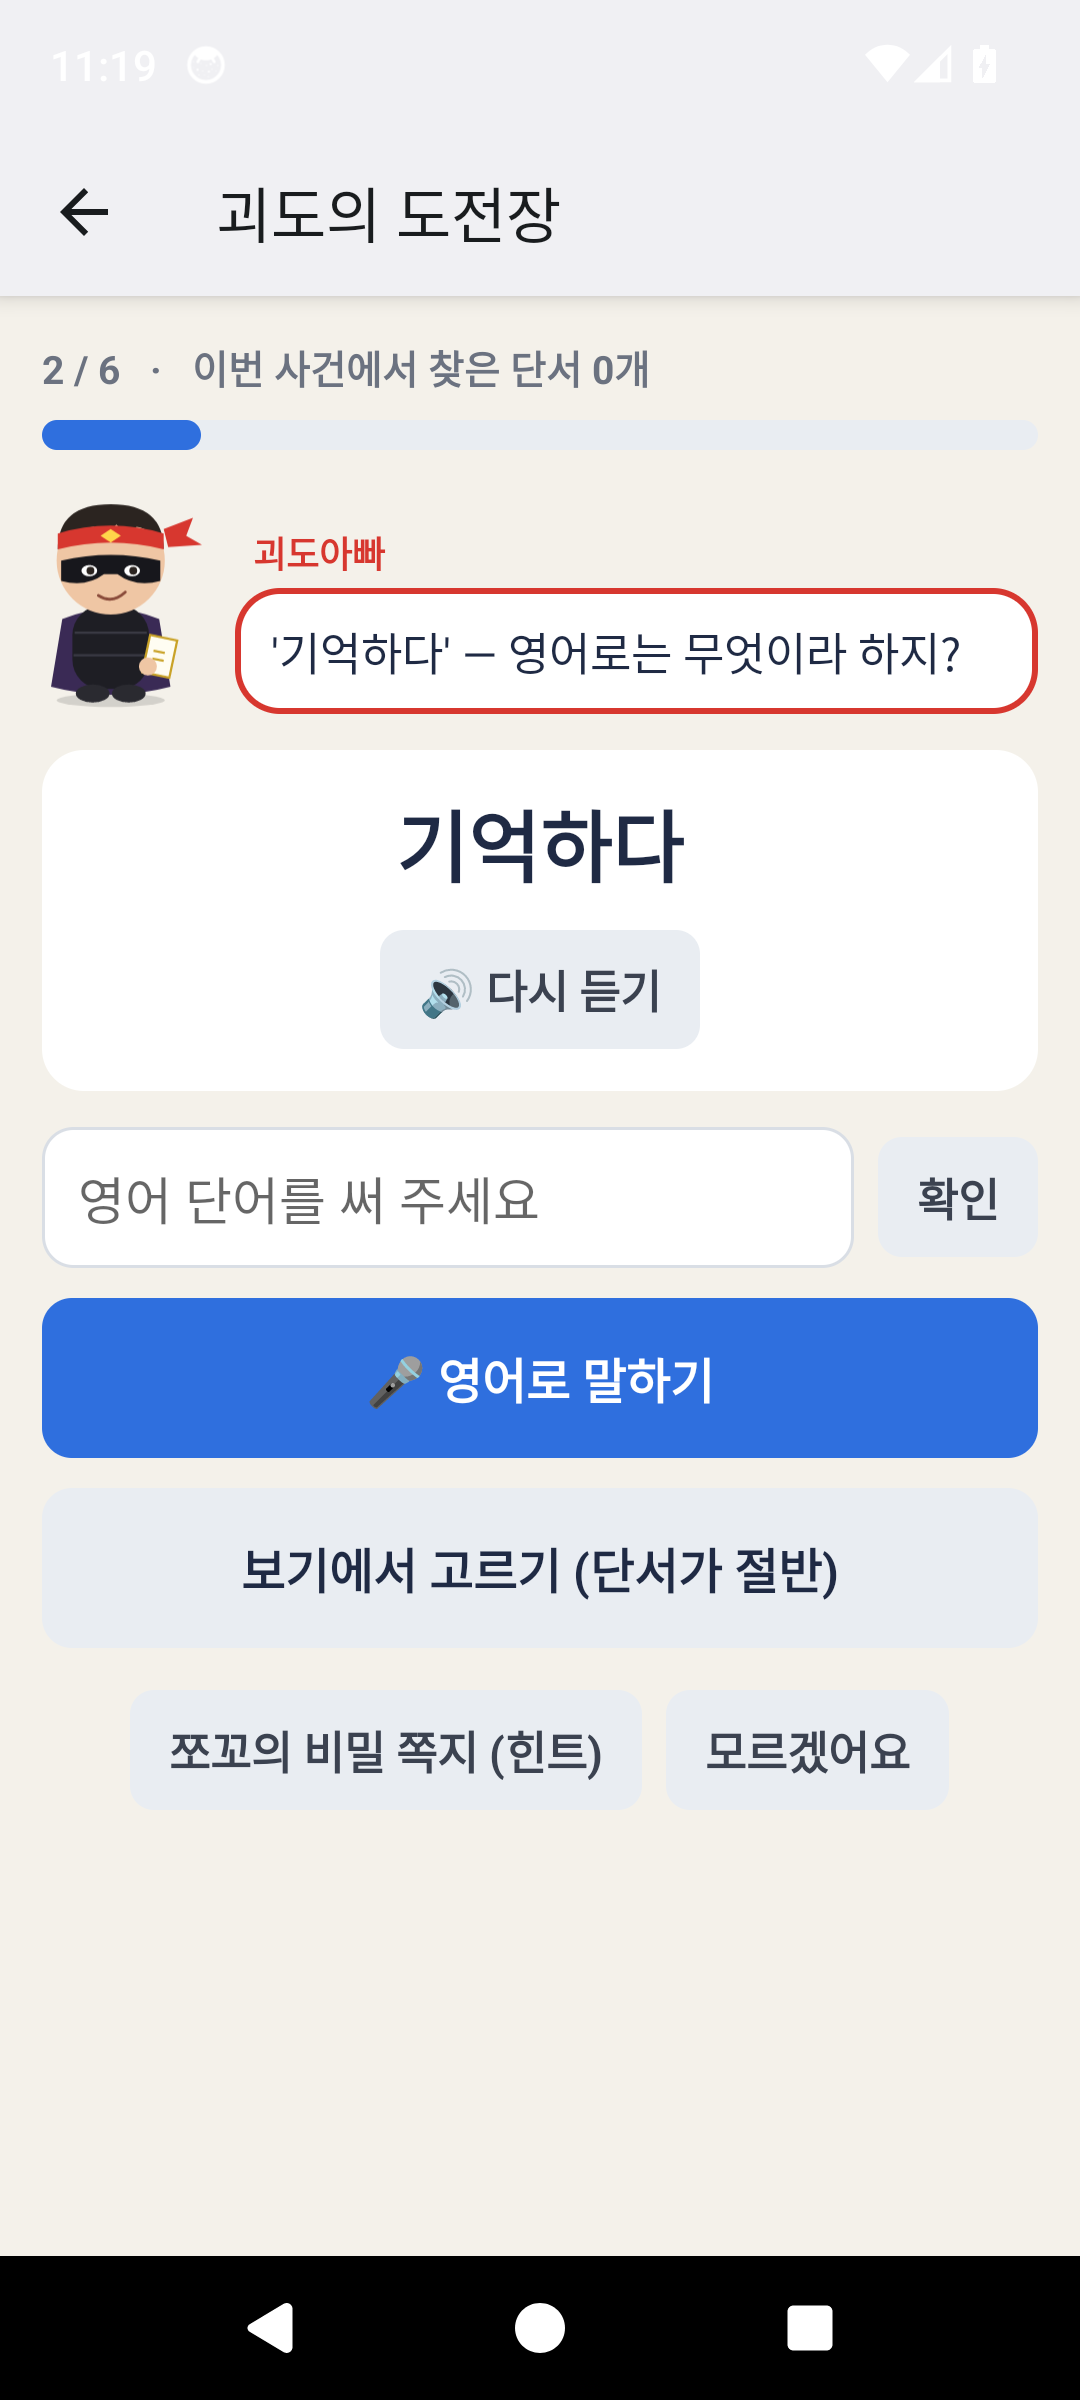 11:19
괴도의 도전장
2 / 6 · 이번 사건에서 찾은 단서 0개
괴도아빠
'기억하다' – 영어로는 무엇이라 하지?
기억하다
🔊 다시 듣기
영어 단어를 써 주세요
확인
🎤 영어로 말하기
보기에서 고르기 (단서가 절반)
쪼꼬의 비밀 쪽지 (힌트)
모르겠어요